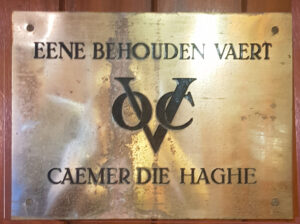 EENE BEHOUDEN VAERT
VOC
CAEMER DIE HAGHE